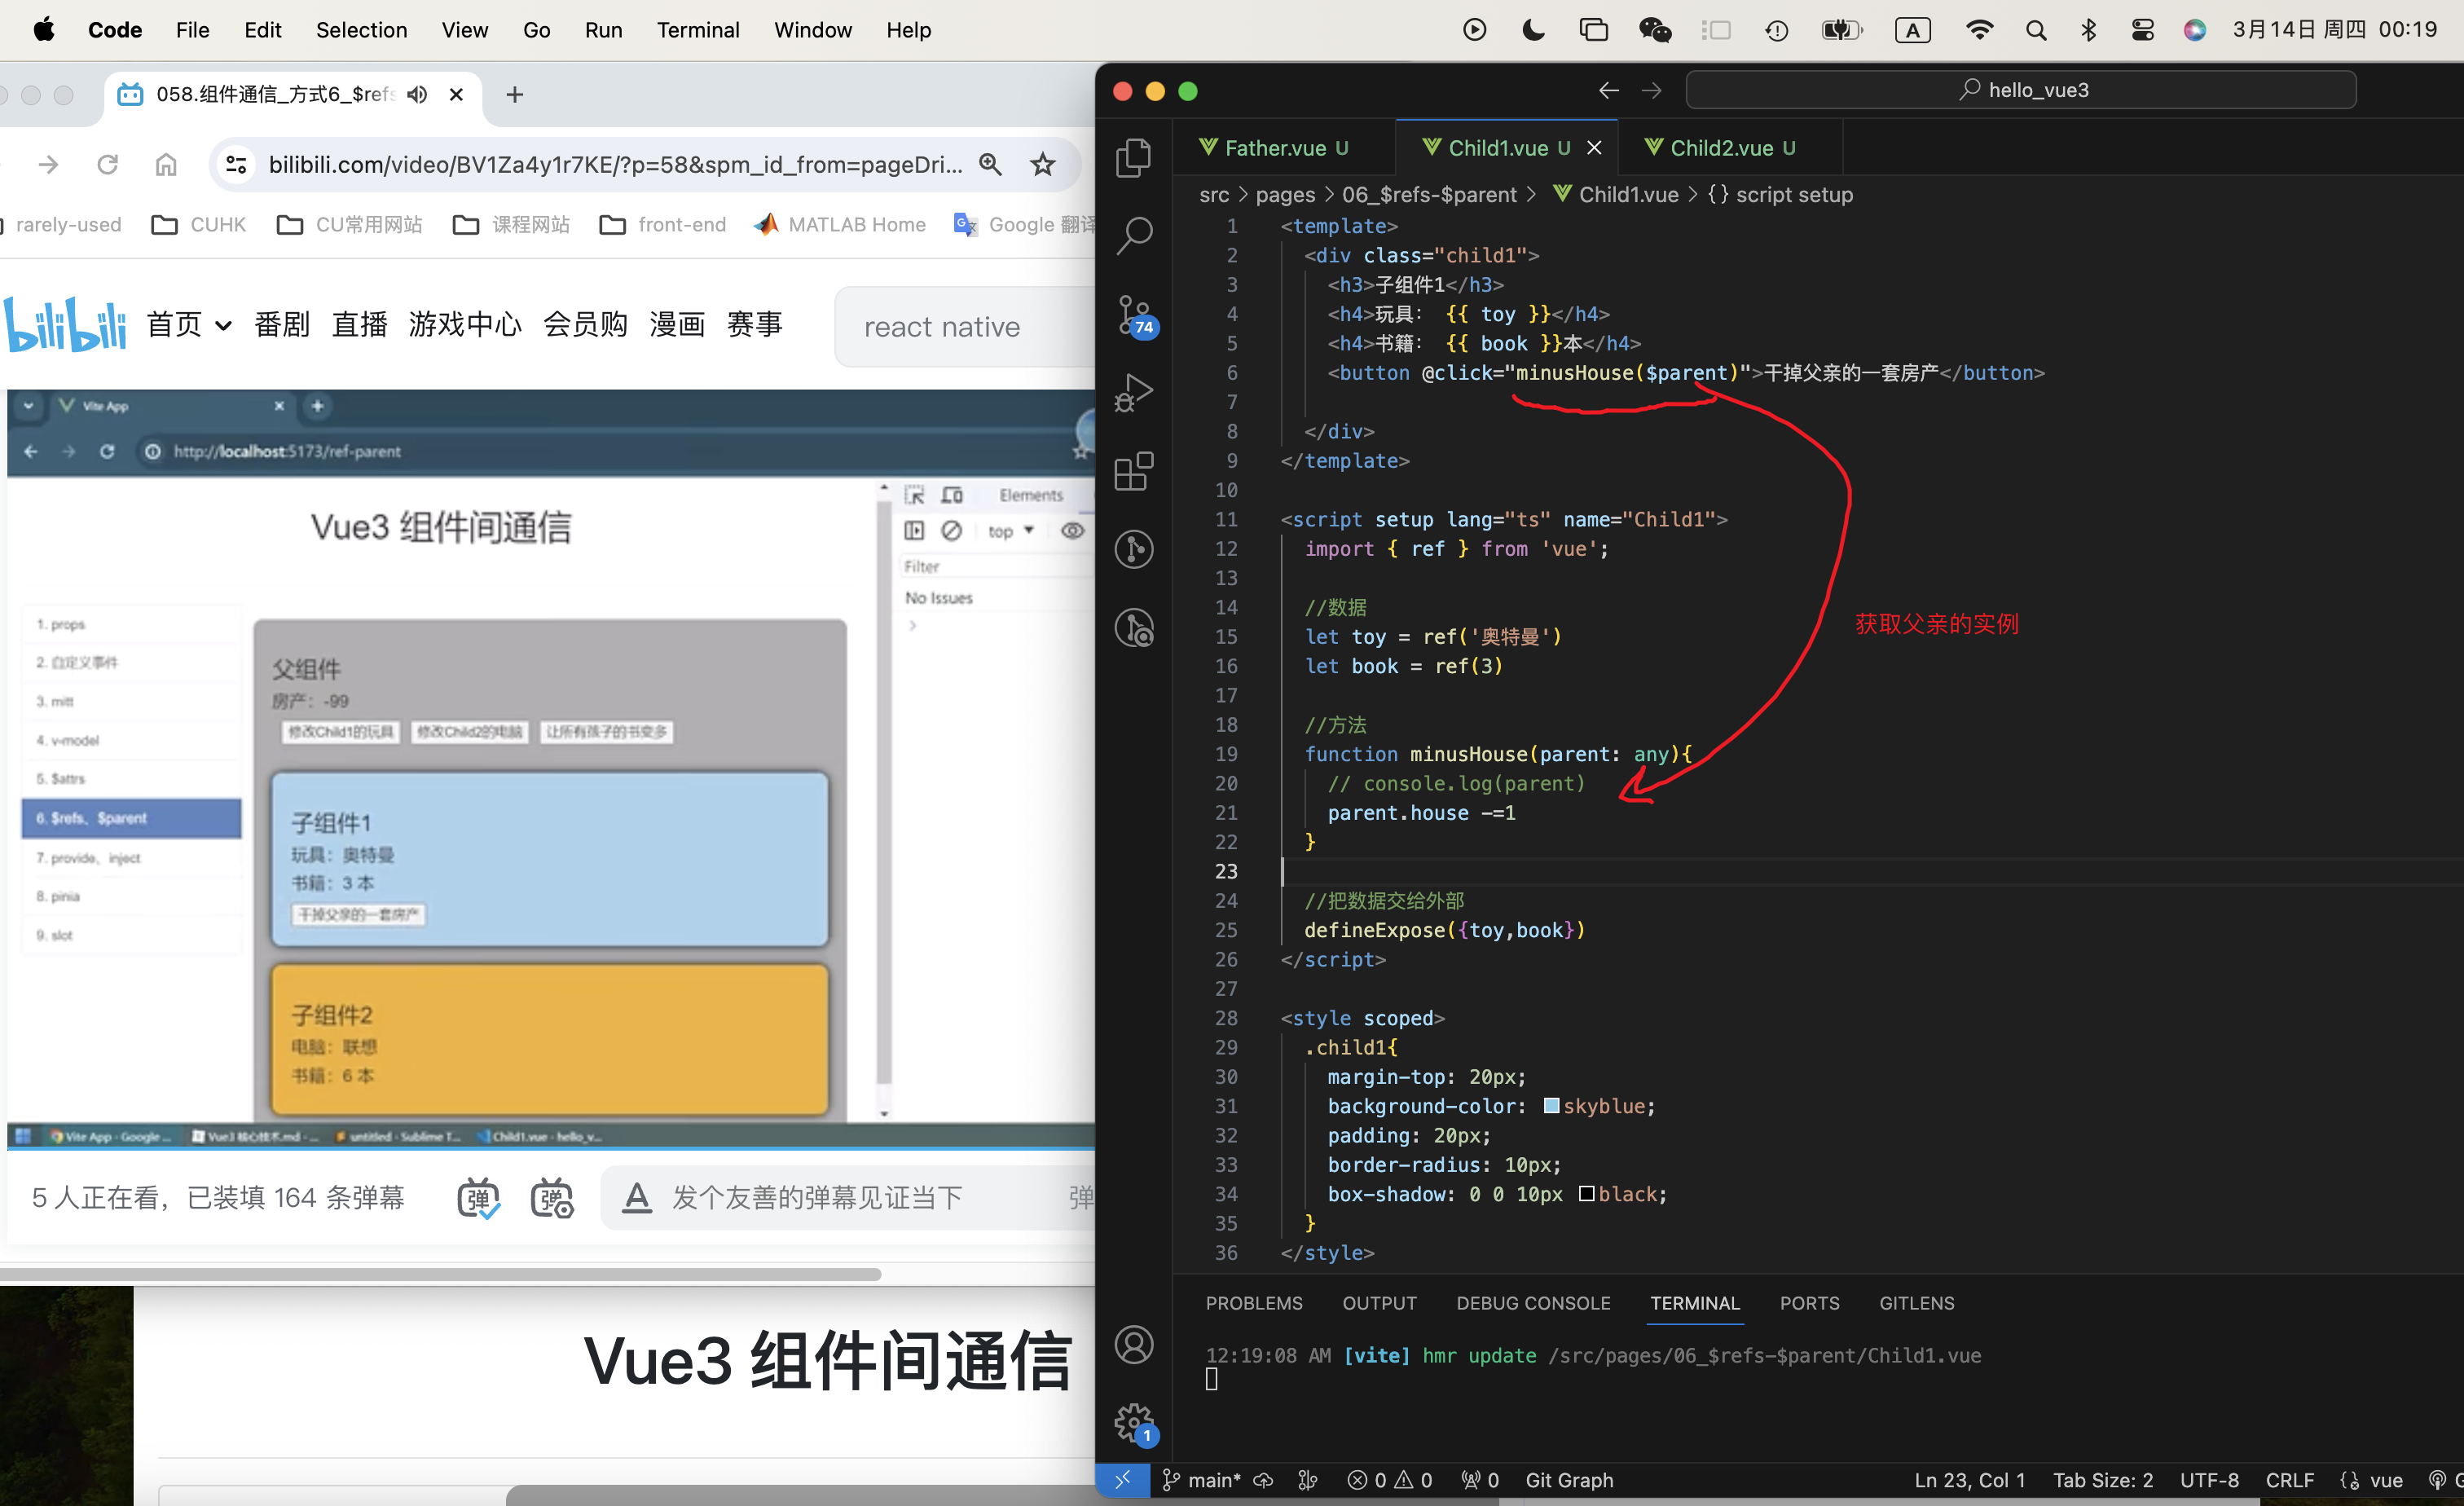 Code File Edit Selection View Go Run Terminal Window Help
A 3月14日 周四 00:19
058.组件通信_方式6_$refs
bilibili.com/video/BV1Za4y1r7KE/?p=58&spm_id_from=pageDri...
rarely-used CUHK CU常用网站 课程网站 front-end MATLAB Home Google 翻译
bilibili 首页 番剧 直播 游戏中心 会员购 漫画 赛事
react native
Vite App
http://localhost:5173/ref-parent
Vue3 组件间通信
Elements
top
Filter
No Issues
1. props
2. 自定义事件
3. mitt
4. v-model
5. $attrs
6. $refs、$parent
7. provide、inject
8. pinia
9. slot
父组件
房产：-99
修改Child1的玩具 修改Child2的电脑 让所有孩子的书变多
子组件1
玩具：奥特曼
书籍：3 本
干掉父亲的一套房产
子组件2
电脑：联想
书籍：6 本
Vite App - Google ... Vue3 核心技术.md - ... untitled - Sublime T... Child1.vue - hello_v...
5 人正在看，已装填 164 条弹幕 弹 弹 A 发个友善的弹幕见证当下 弹
Vue3 组件间通信
hello_vue3
Father.vue U Child1.vue U Child2.vue U
src > pages > 06_$refs-$parent > Child1.vue > {} script setup
74
1 <template>
2 <div class="child1">
3 <h3>子组件1</h3>
4 <h4>玩具： {{ toy }}</h4>
5 <h4>书籍： {{ book }}本</h4>
6 <button @click="minusHouse($parent)">干掉父亲的一套房产</button>
7
8 </div>
9 </template>
10
11 <script setup lang="ts" name="Child1">
12 import { ref } from 'vue';
13
14 //数据
15 let toy = ref('奥特曼')
16 let book = ref(3)
17
18 //方法
19 function minusHouse(parent: any){
20 // console.log(parent)
21 parent.house -=1
22 }
23
24 //把数据交给外部
25 defineExpose({toy,book})
26 </script>
27
28 <style scoped>
29 .child1{
30 margin-top: 20px;
31 background-color: skyblue;
32 padding: 20px;
33 border-radius: 10px;
34 box-shadow: 0 0 10px black;
35 }
36 </style>
获取父亲的实例
PROBLEMS OUTPUT DEBUG CONSOLE TERMINAL PORTS GITLENS
12:19:08 AM [vite] hmr update /src/pages/06_$refs-$parent/Child1.vue
1
main* 0 0 0 Git Graph Ln 23, Col 1 Tab Size: 2 UTF-8 CRLF {} vue G